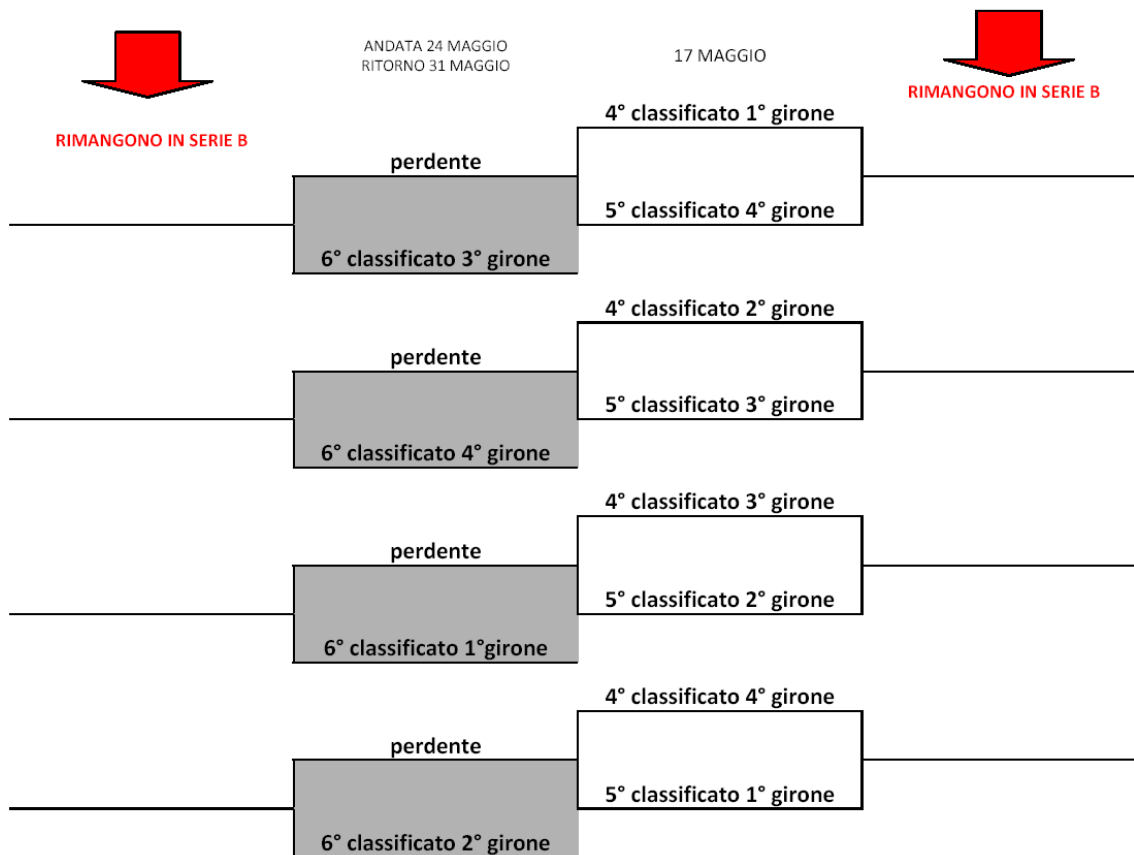 ANDATA 24 MAGGIO
RITORNO 31 MAGGIO
17 MAGGIO
RIMANGONO IN SERIE B
RIMANGONO IN SERIE B
4° classificato 1° girone
perdente
5° classificato 4° girone
6° classificato 3° girone
4° classificato 2° girone
perdente
5° classificato 3° girone
6° classificato 4° girone
4° classificato 3° girone
perdente
5° classificato 2° girone
6° classificato 1°girone
4° classificato 4° girone
perdente
5° classificato 1° girone
6° classificato 2° girone